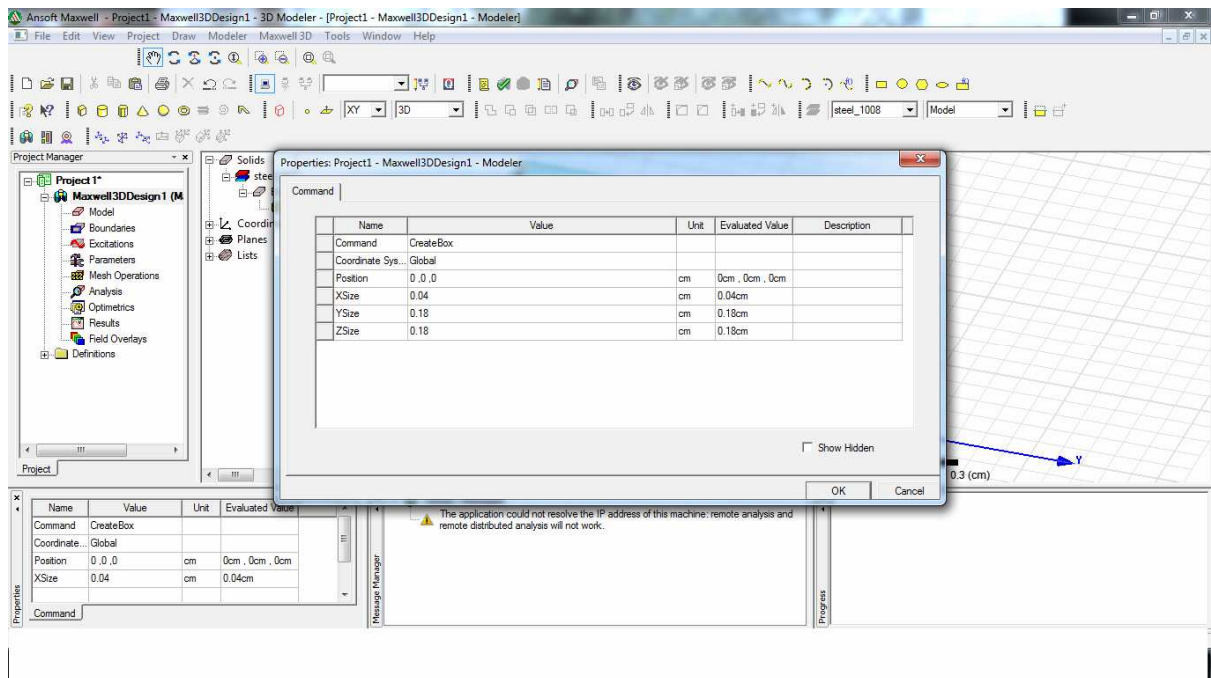 Ansoft Maxwell - Project1 - Maxwell3DDesign1 - 3D Modeler - [Project1 - Maxwell3DDesign1 - Modeler]
File Edit View Project Draw Modeler Maxwell 3D Tools Window Help
XY 3D steel_1008 Model
Project Manager
Project1*
Maxwell3DDesign1 (M
Model
Boundaries
Excitations
Parameters
Mesh Operations
Analysis
Optimetrics
Results
Field Overlays
Definitions
Project
Solids
stee
Coordin
Planes
Lists
Properties: Project1 - Maxwell3DDesign1 - Modeler
Command
Name Value Unit Evaluated Value Description
Command CreateBox
Coordinate Sys... Global
Position 0 ,0 ,0 cm 0cm , 0cm , 0cm
XSize 0.04 cm 0.04cm
YSize 0.18 cm 0.18cm
ZSize 0.18 cm 0.18cm
Show Hidden
OK Cancel
Y
0.3 (cm)
Name Value Unit Evaluated Value
Command CreateBox
Coordinate... Global
Position 0 ,0 ,0 cm 0cm , 0cm , 0cm
XSize 0.04 cm 0.04cm
Command
Properties
The application could not resolve the IP address of this machine: remote analysis and
remote distributed analysis will not work.
Message Manager
Progress